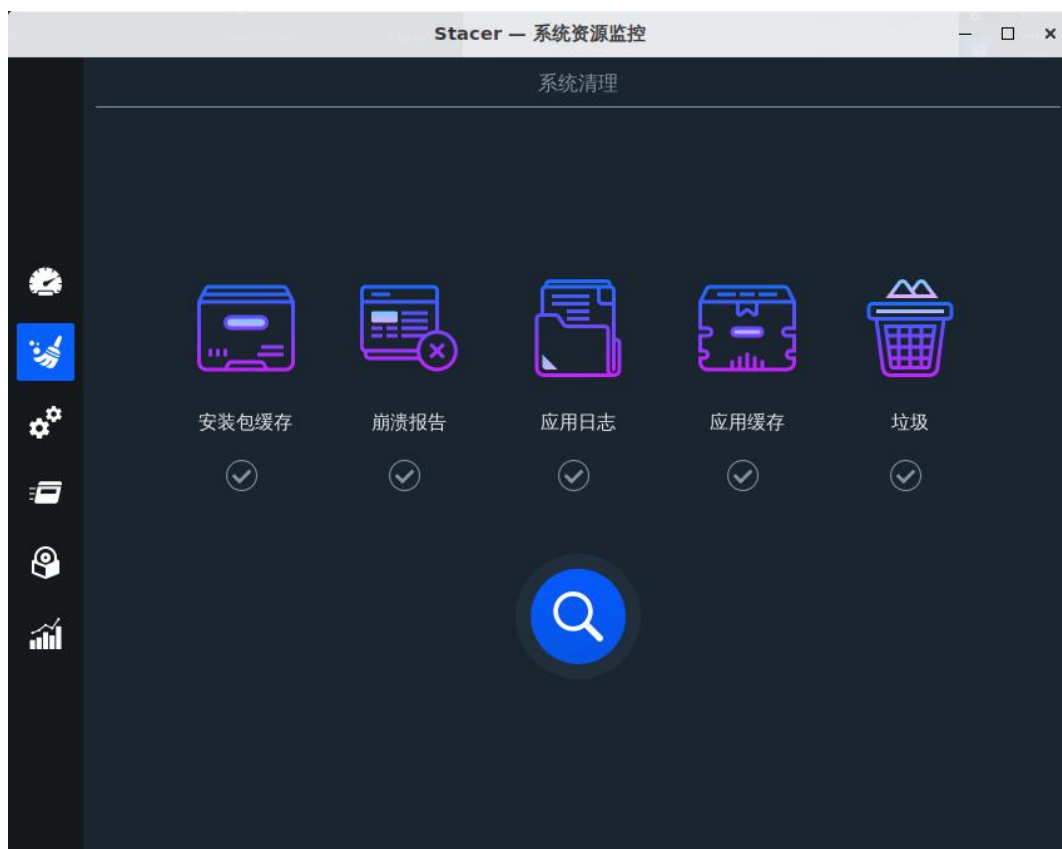 Stacer — 系统资源监控
系统清理
安装包缓存
崩溃报告
应用日志
应用缓存
垃圾